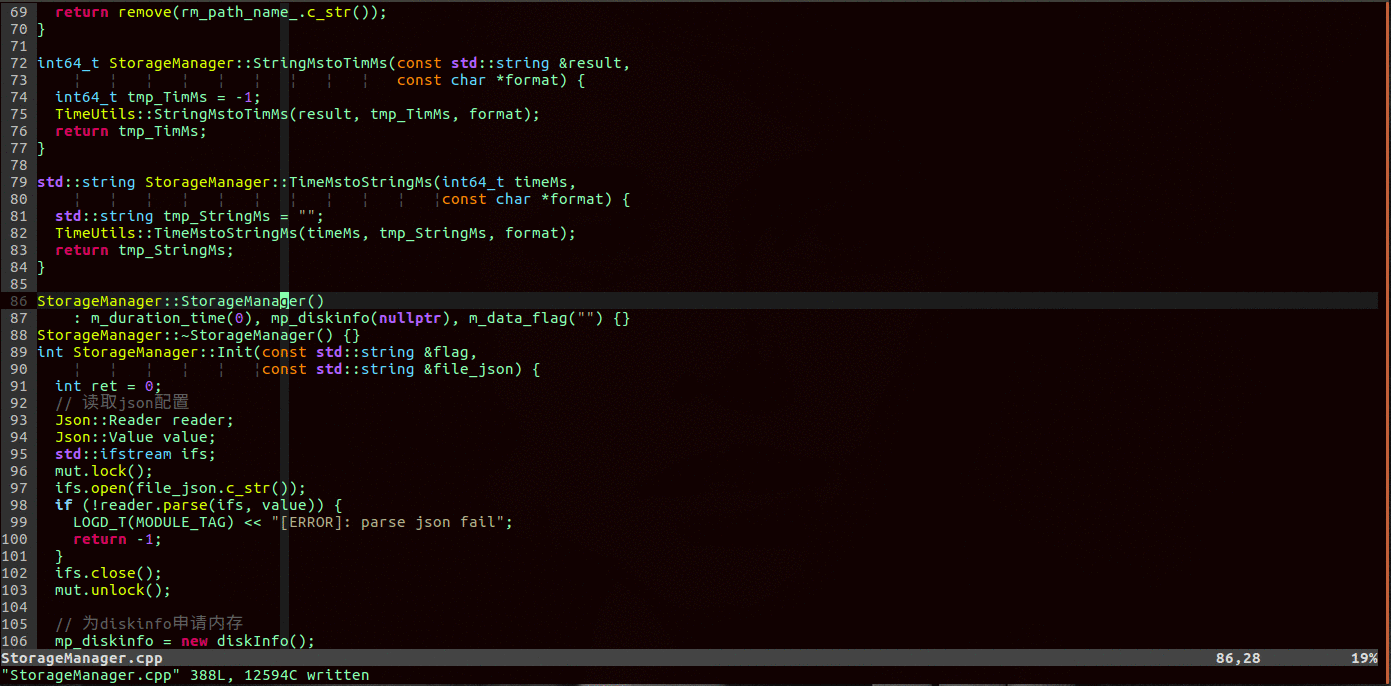 69   return remove(rm_path_name_.c_str());
70 }
71
72 int64_t StorageManager::StringMstoTimMs(const std::string &result,
73     ¦   ¦   ¦   ¦   ¦   ¦   ¦   ¦   ¦   const char *format) {
74   int64_t tmp_TimMs = -1;
75   TimeUtils::StringMstoTimMs(result, tmp_TimMs, format);
76   return tmp_TimMs;
77 }
78
79 std::string StorageManager::TimeMstoStringMs(int64_t timeMs,
80     ¦   ¦   ¦   ¦   ¦   ¦   ¦   ¦   ¦   ¦   ¦const char *format) {
81   std::string tmp_StringMs = "";
82   TimeUtils::TimeMstoStringMs(timeMs, tmp_StringMs, format);
83   return tmp_StringMs;
84 }
85
86 StorageManager::StorageManager()
87     : m_duration_time(0), mp_diskinfo(nullptr), m_data_flag("") {}
88 StorageManager::~StorageManager() {}
89 int StorageManager::Init(const std::string &flag,
90     ¦   ¦   ¦   ¦   ¦   ¦const std::string &file_json) {
91   int ret = 0;
92   // 读取json配置
93   Json::Reader reader;
94   Json::Value value;
95   std::ifstream ifs;
96   mut.lock();
97   ifs.open(file_json.c_str());
98   if (!reader.parse(ifs, value)) {
99     LOGD_T(MODULE_TAG) << "[ERROR]: parse json fail";
100     return -1;
101   }
102   ifs.close();
103   mut.unlock();
104
105   // 为diskinfo申请内存
106   mp_diskinfo = new diskInfo();
StorageManager.cpp 86,28 19%
"StorageManager.cpp" 388L, 12594C written